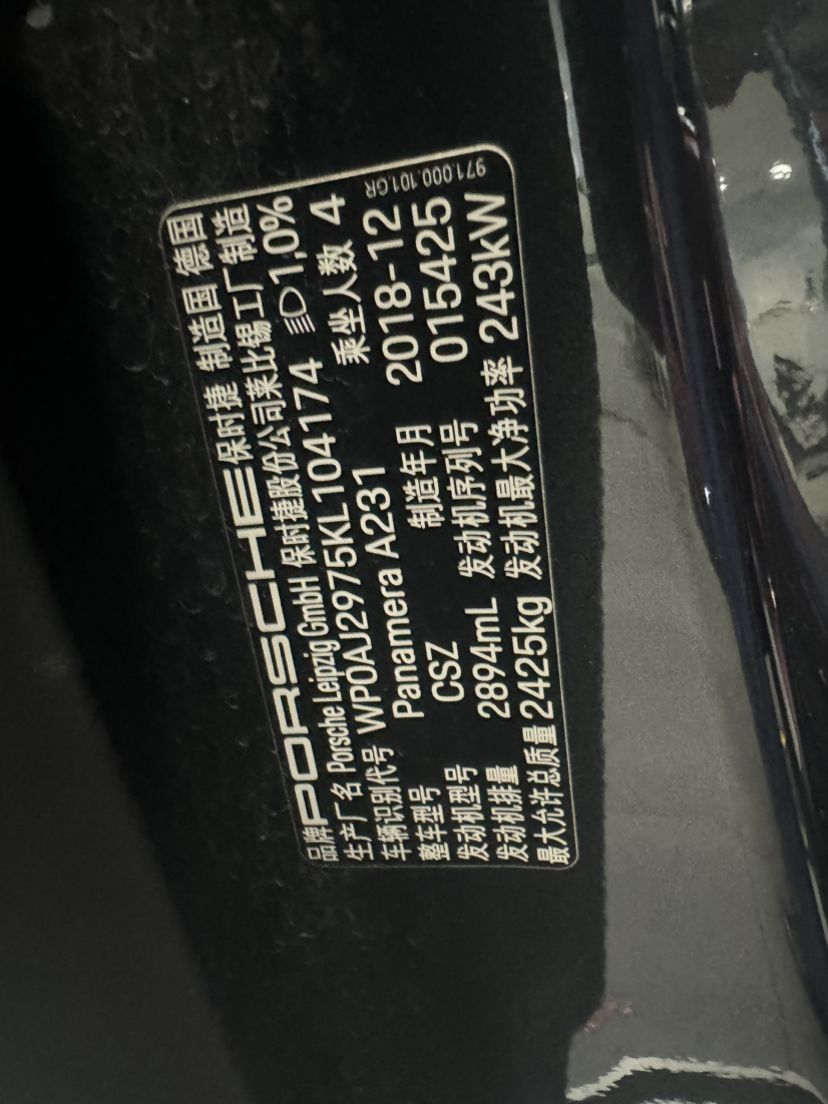 品牌 PORSCHE 保时捷 制造国 德国
生产厂名 Porsche Leipzig GmbH 保时捷股份公司莱比锡工厂制造
车辆识别代号 WP0AJ2975KL104174 1,0%
整车型号 Panamera A231 乘坐人数 4
发动机型号 CSZ 制造年月 2018-12
发动机排量 2894mL 发动机序列号 015425
最大允许总质量 2425kg 发动机最大净功率 243kW
971.000.101.GR